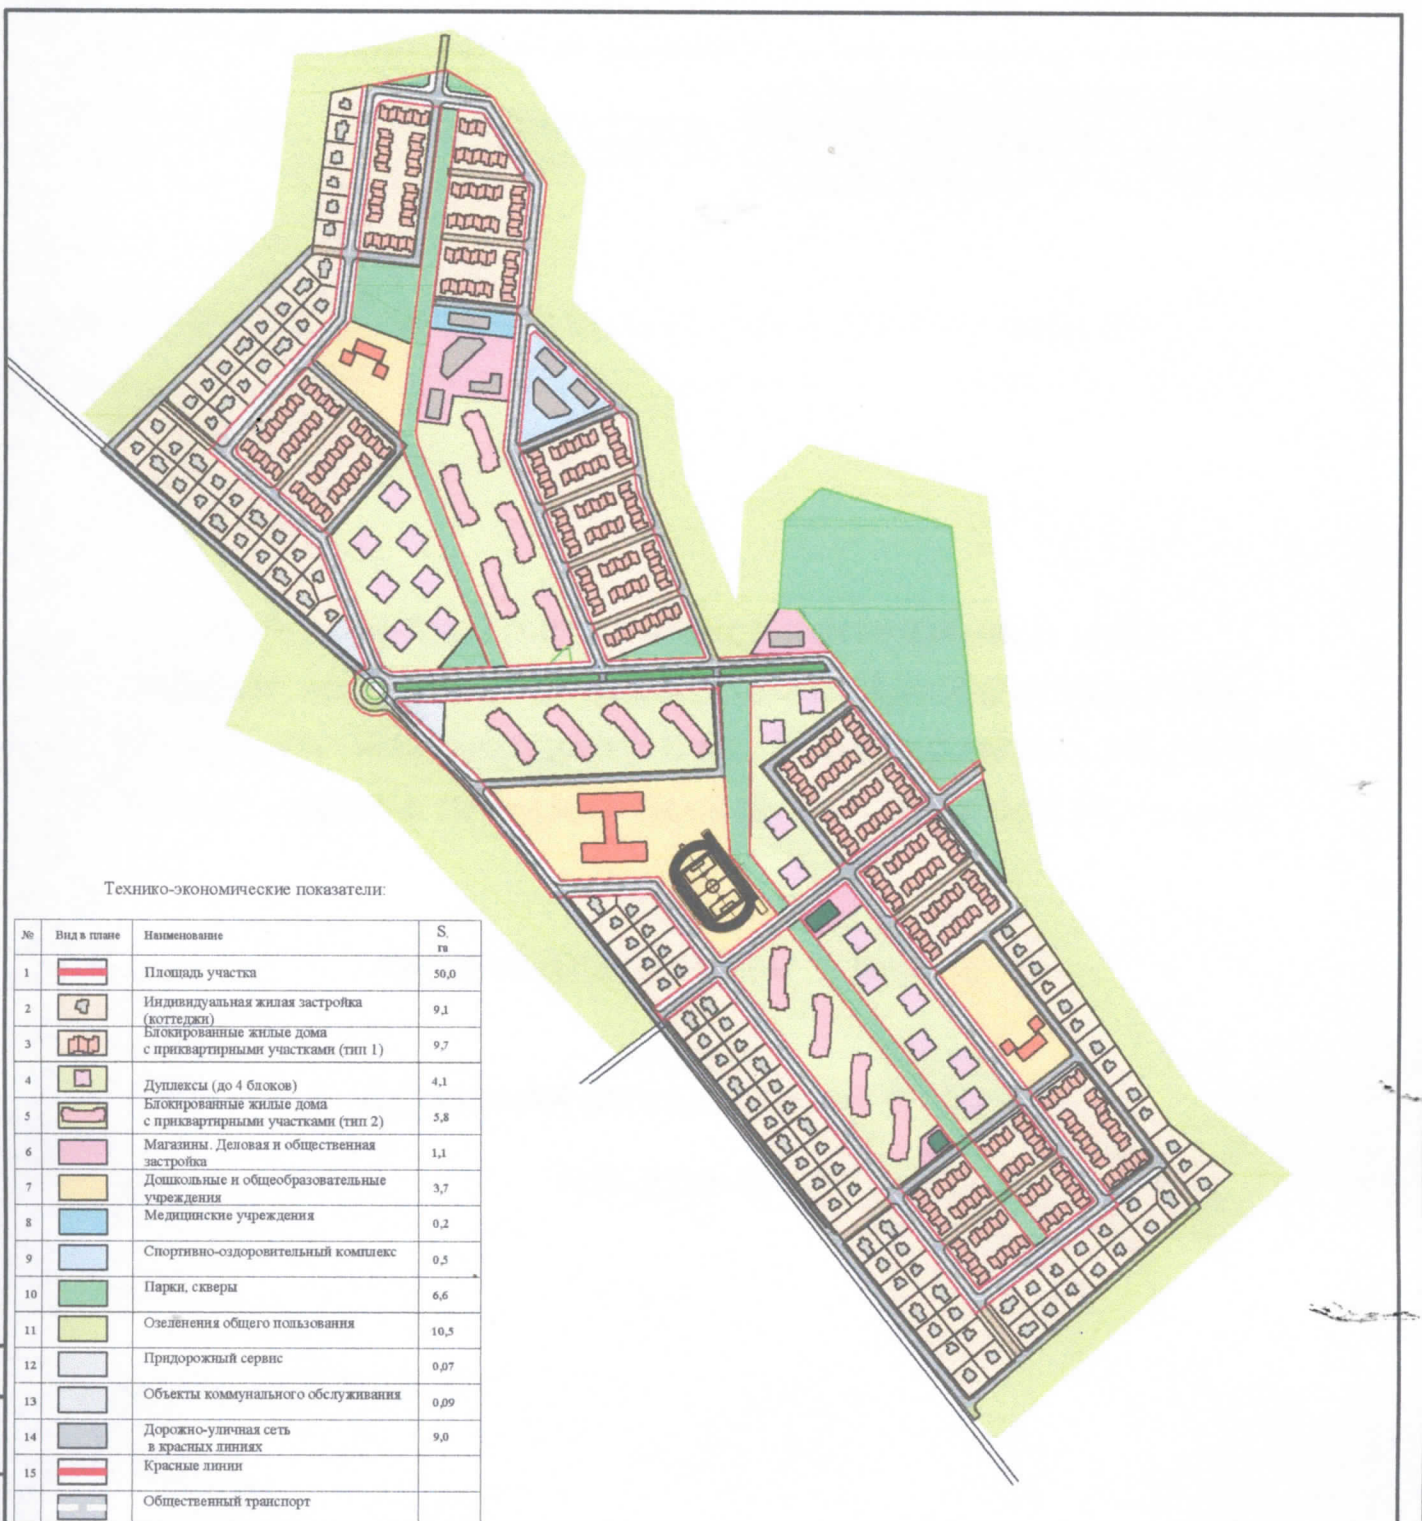 Технико-экономические показатели:
№ Вид в плане Наименование S, га
1 Площадь участка 50,0
2 Индивидуальная жилая застройка
(коттеджи) 9,1
3 Блокированные жилые дома
с приквартирными участками (тип 1) 9,7
4 Дуплексы (до 4 блоков) 4,1
5 Блокированные жилые дома
с приквартирными участками (тип 2) 5,8
6 Магазины. Деловая и общественная
застройка 1,1
7 Дошкольные и общеобразовательные
учреждения 3,7
8 Медицинские учреждения 0,2
9 Спортивно-оздоровительный комплекс 0,5
10 Парки, скверы 6,6
11 Озеленения общего пользования 10,5
12 Придорожный сервис 0,07
13 Объекты коммунального обслуживания 0,09
14 Дорожно-уличная сеть
в красных линиях 9,0
15 Красные линии
Общественный транспорт